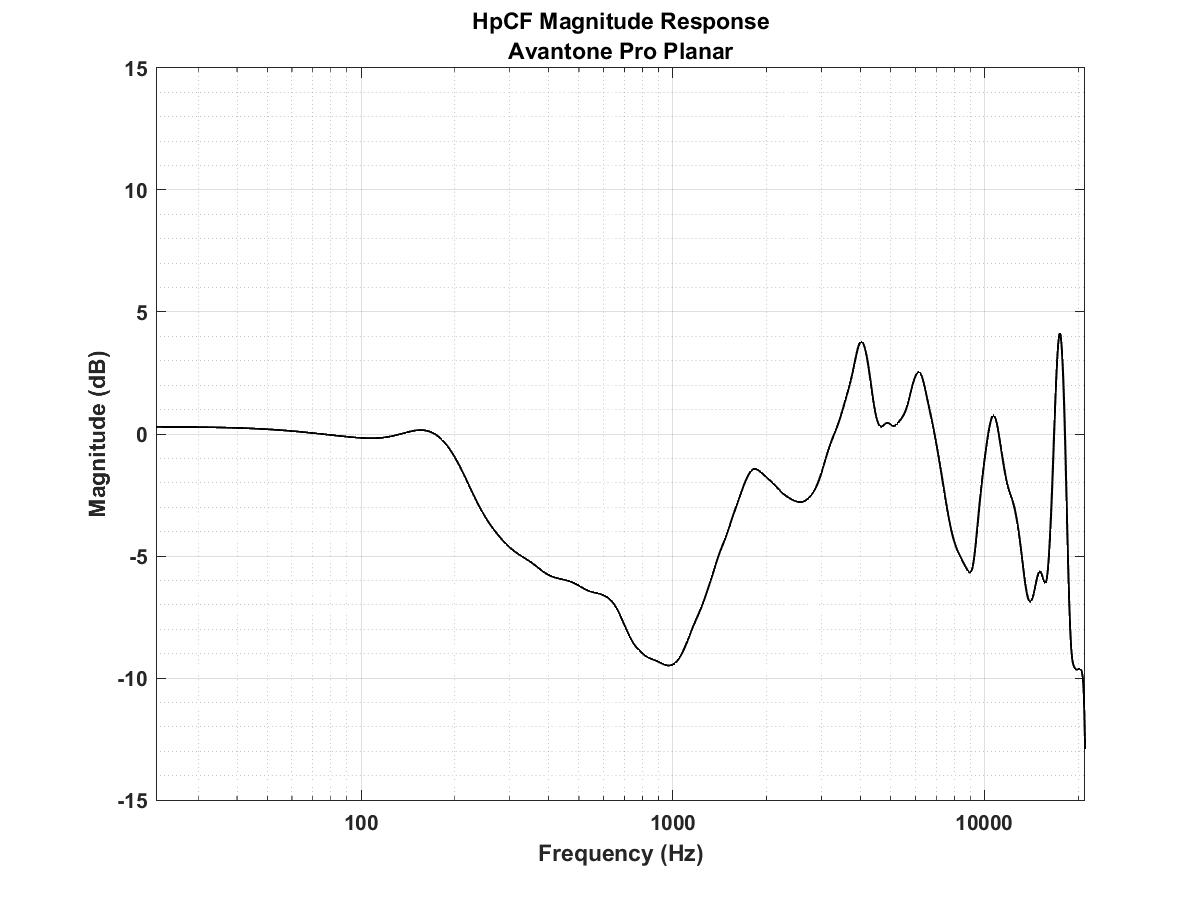 HpCF Magnitude Response
Avantone Pro Planar
15
10
5
0
-5
-10
-15
Magnitude (dB)
100
1000
10000
Frequency (Hz)